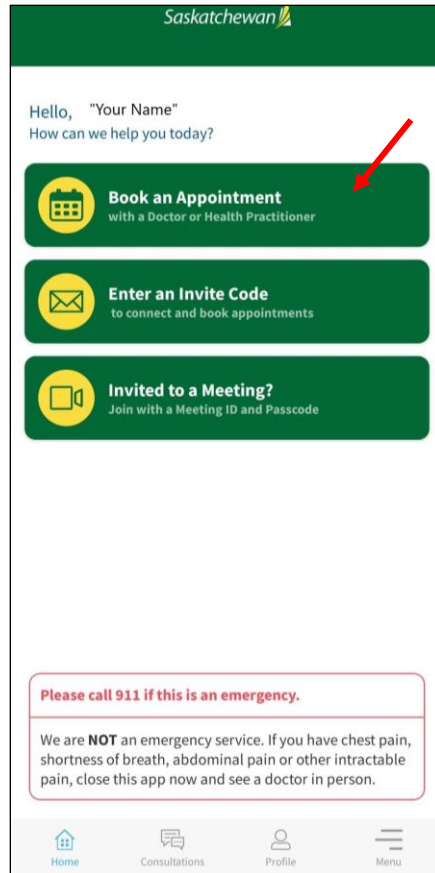 Saskatchewan
Hello, "Your Name"
How can we help you today?
Book an Appointment
with a Doctor or Health Practitioner
Enter an Invite Code
to connect and book appointments
Invited to a Meeting?
Join with a Meeting ID and Passcode
Please call 911 if this is an emergency.
We are NOT an emergency service. If you have chest pain,
shortness of breath, abdominal pain or other intractable
pain, close this app now and see a doctor in person.
Home Consultations Profile Menu